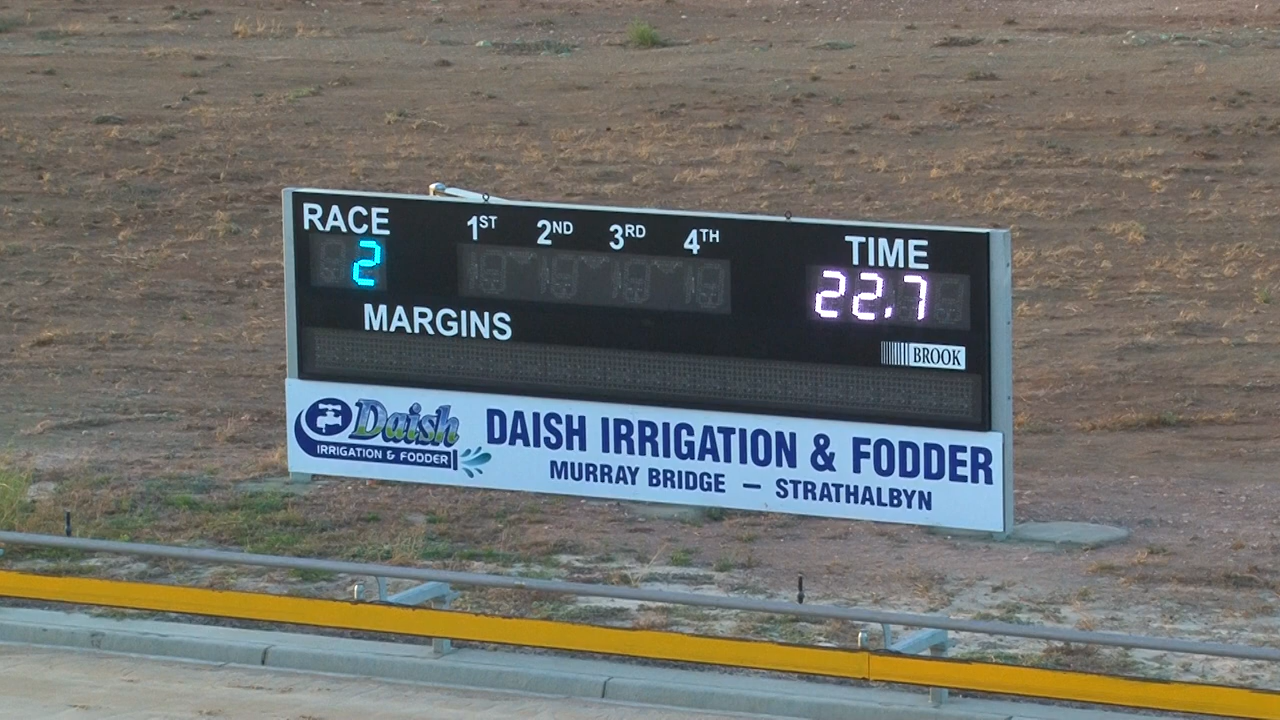 RACE 1ST 2ND 3RD 4TH TIME
2 22.7
MARGINS
BROOK
Daish
IRRIGATION & FODDER
DAISH IRRIGATION & FODDER
MURRAY BRIDGE – STRATHALBYN